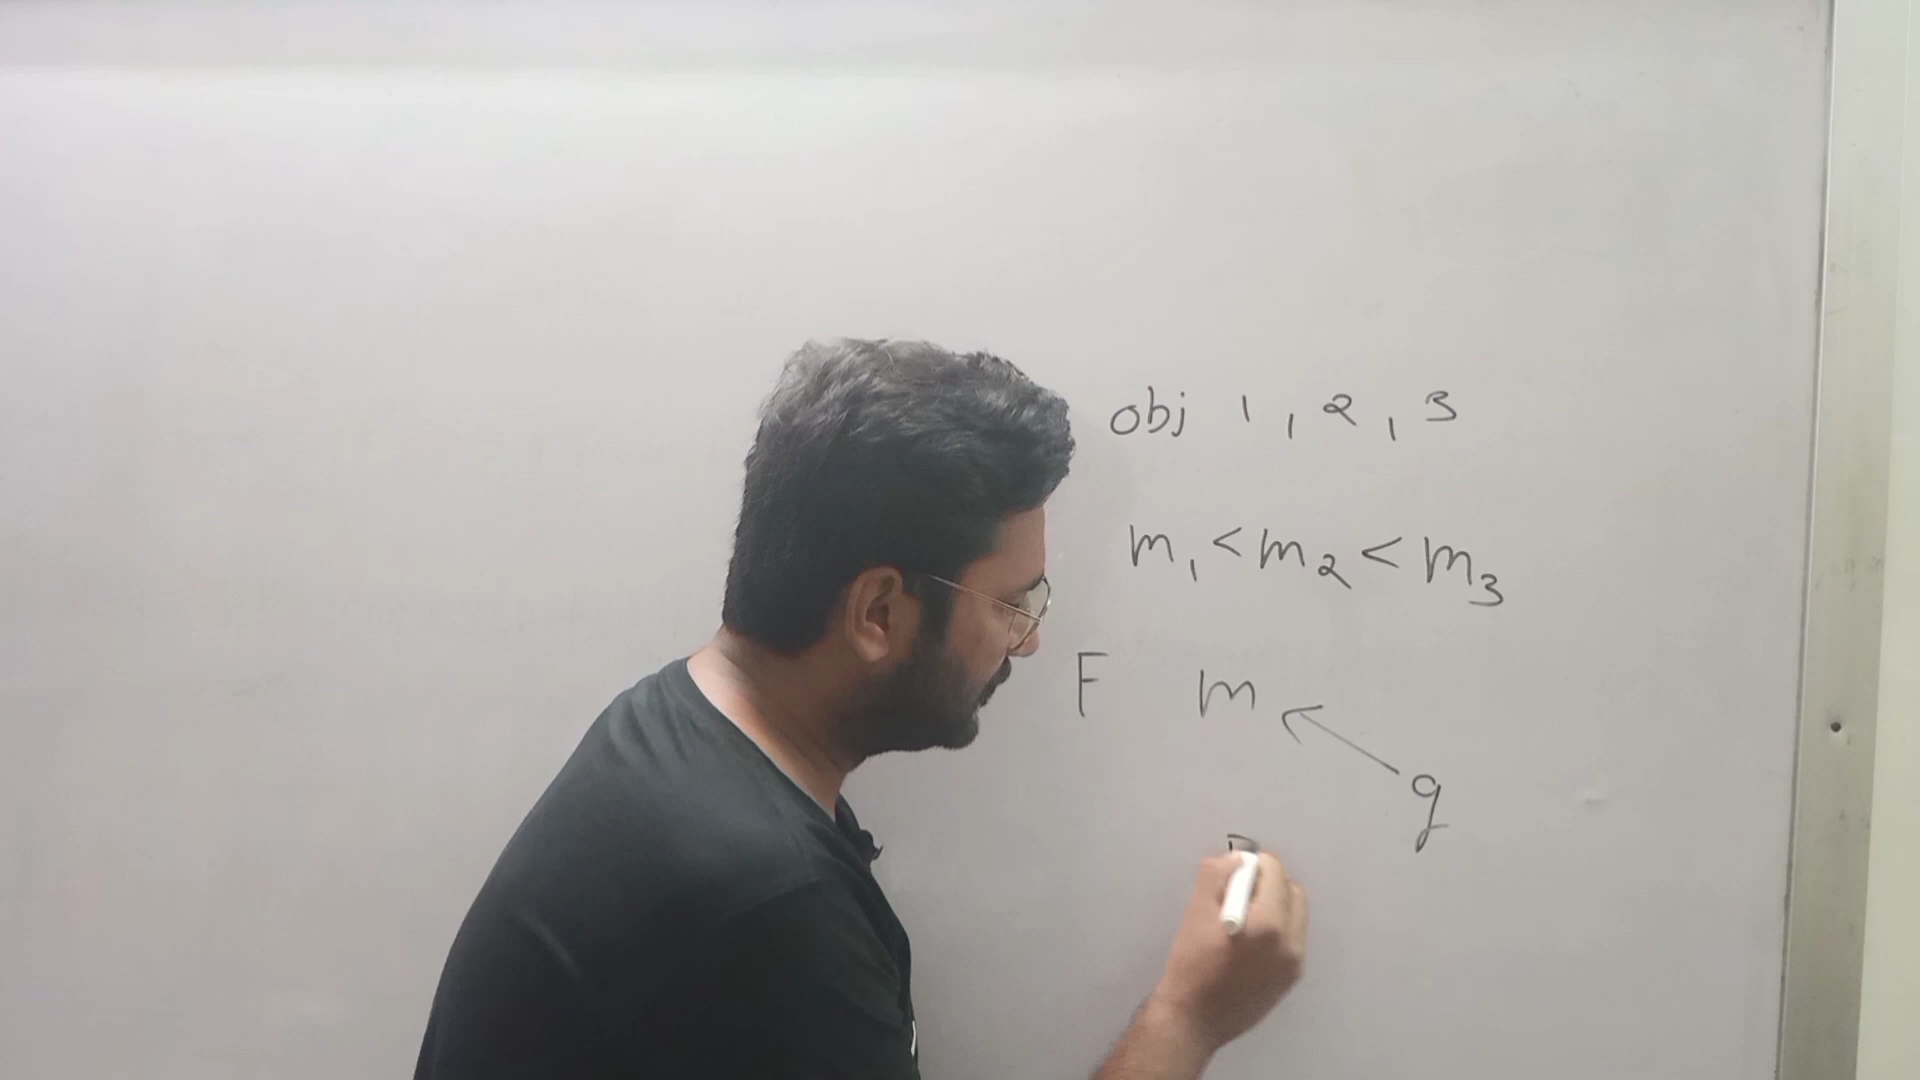 obj 1, 2, 3
m₁ < m₂ < m₃
F m ←
g